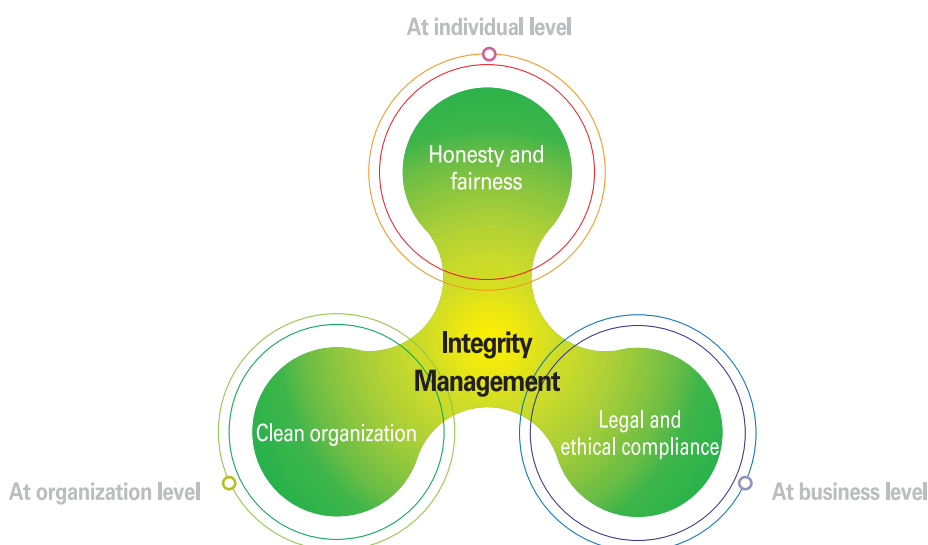 At individual level
Honesty and
fairness
Integrity
Management
Clean organization
Legal and
ethical compliance
At organization level
At business level